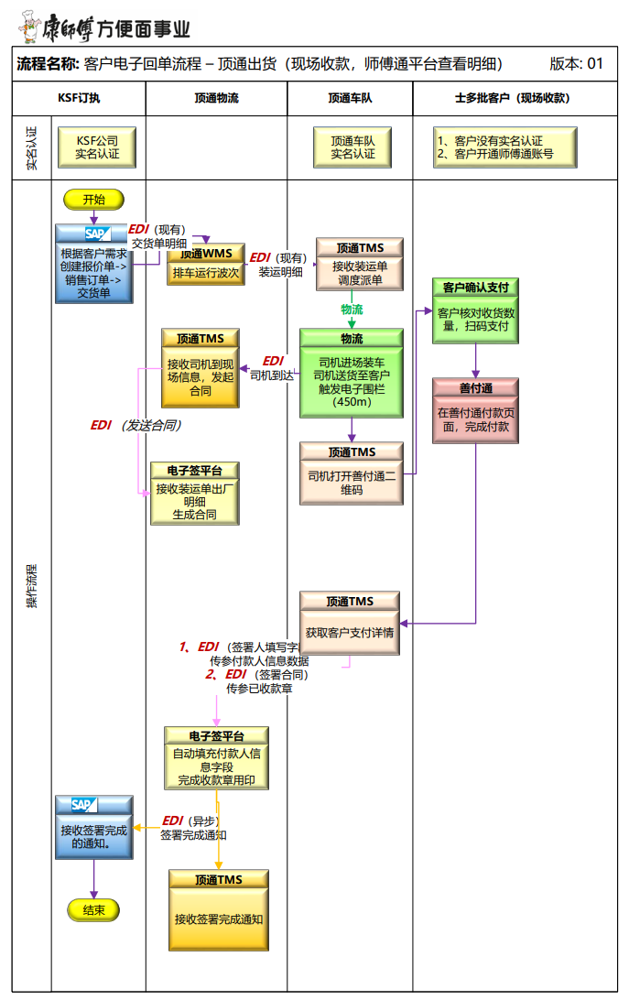 康師傅方便面事业
流程名称: 客户电子回单流程 – 顶通出货（现场收款，师傅通平台查看明细）
版本: 01
KSF订执
顶通物流
顶通车队
士多批客户（现场收款）
实名认证
KSF公司
实名认证
顶通车队
实名认证
1、客户没有实名认证
2、客户开通师傅通账号
操作流程
开始
SAP
根据客户需求
创建报价单->
销售订单->
交货单
EDI（现有）
交货单明细
顶通WMS
排车运行波次
EDI（现有）
装运明细
顶通TMS
接收装运单
调度派单
物流
物流
司机进场装车
司机送货至客户
触发电子围栏
（450m）
EDI
司机到达
顶通TMS
接收司机到现
场信息，发起
合同
EDI （发送合同）
电子签平台
接收装运单出厂
明细
生成合同
顶通TMS
司机打开善付通二
维码
客户确认支付
客户核对收货数
量，扫码支付
善付通
在善付通付款页
面，完成付款
顶通TMS
获取客户支付详情
1、EDI（签署人填写字
传参付款人信息数据
2、EDI（签署合同）
传参已收款章
电子签平台
自动填充付款人信
息字段
完成收款章用印
EDI（异步）
签署完成通知
SAP
接收签署完成
的通知。
顶通TMS
接收签署完成通知
结束